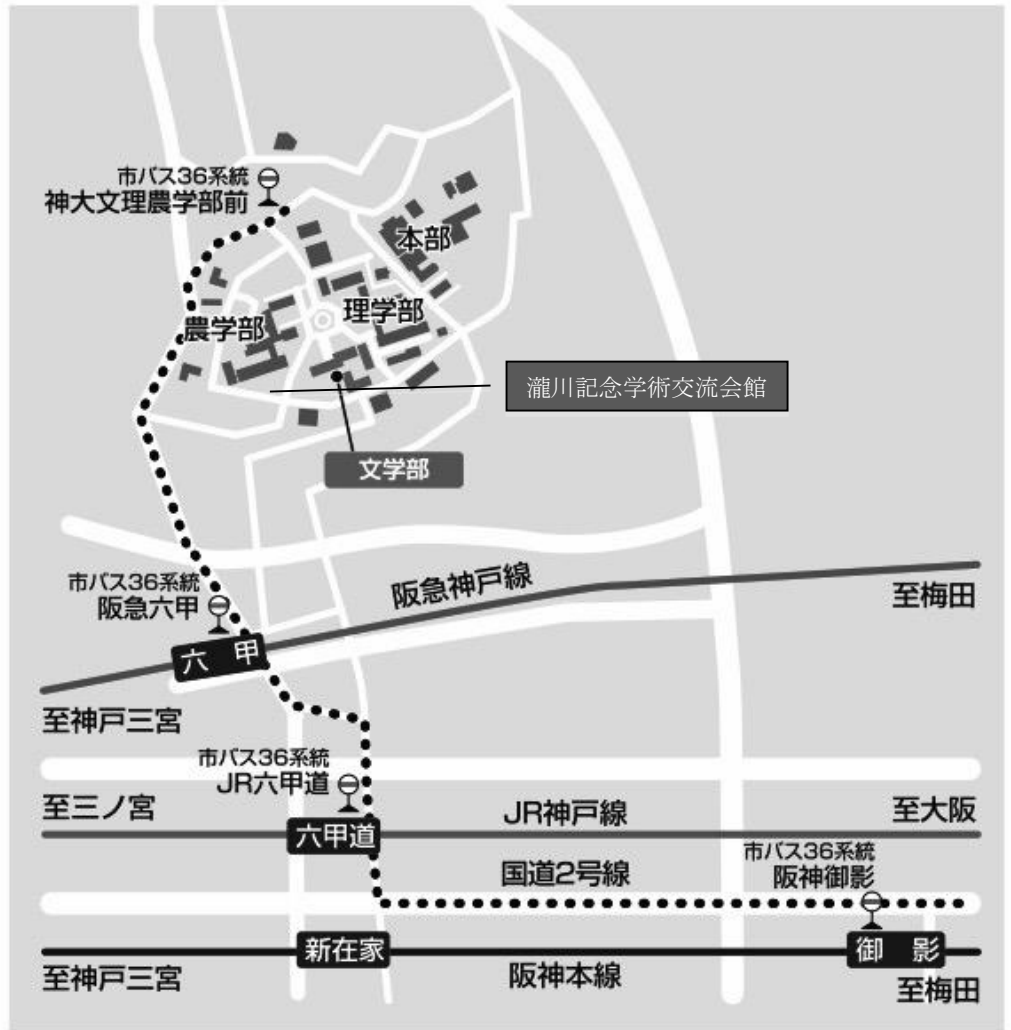 市バス36系統
神大文理農学部前
本部
理学部
農学部
瀧川記念学術交流会館
文学部
阪急神戸線
市バス36系統
阪急六甲
至梅田
六 甲
至神戸三宮
市バス36系統
JR六甲道
至三ノ宮
JR神戸線
至大阪
六甲道
市バス36系統
阪神御影
国道2号線
新在家
御 影
至神戸三宮
阪神本線
至梅田